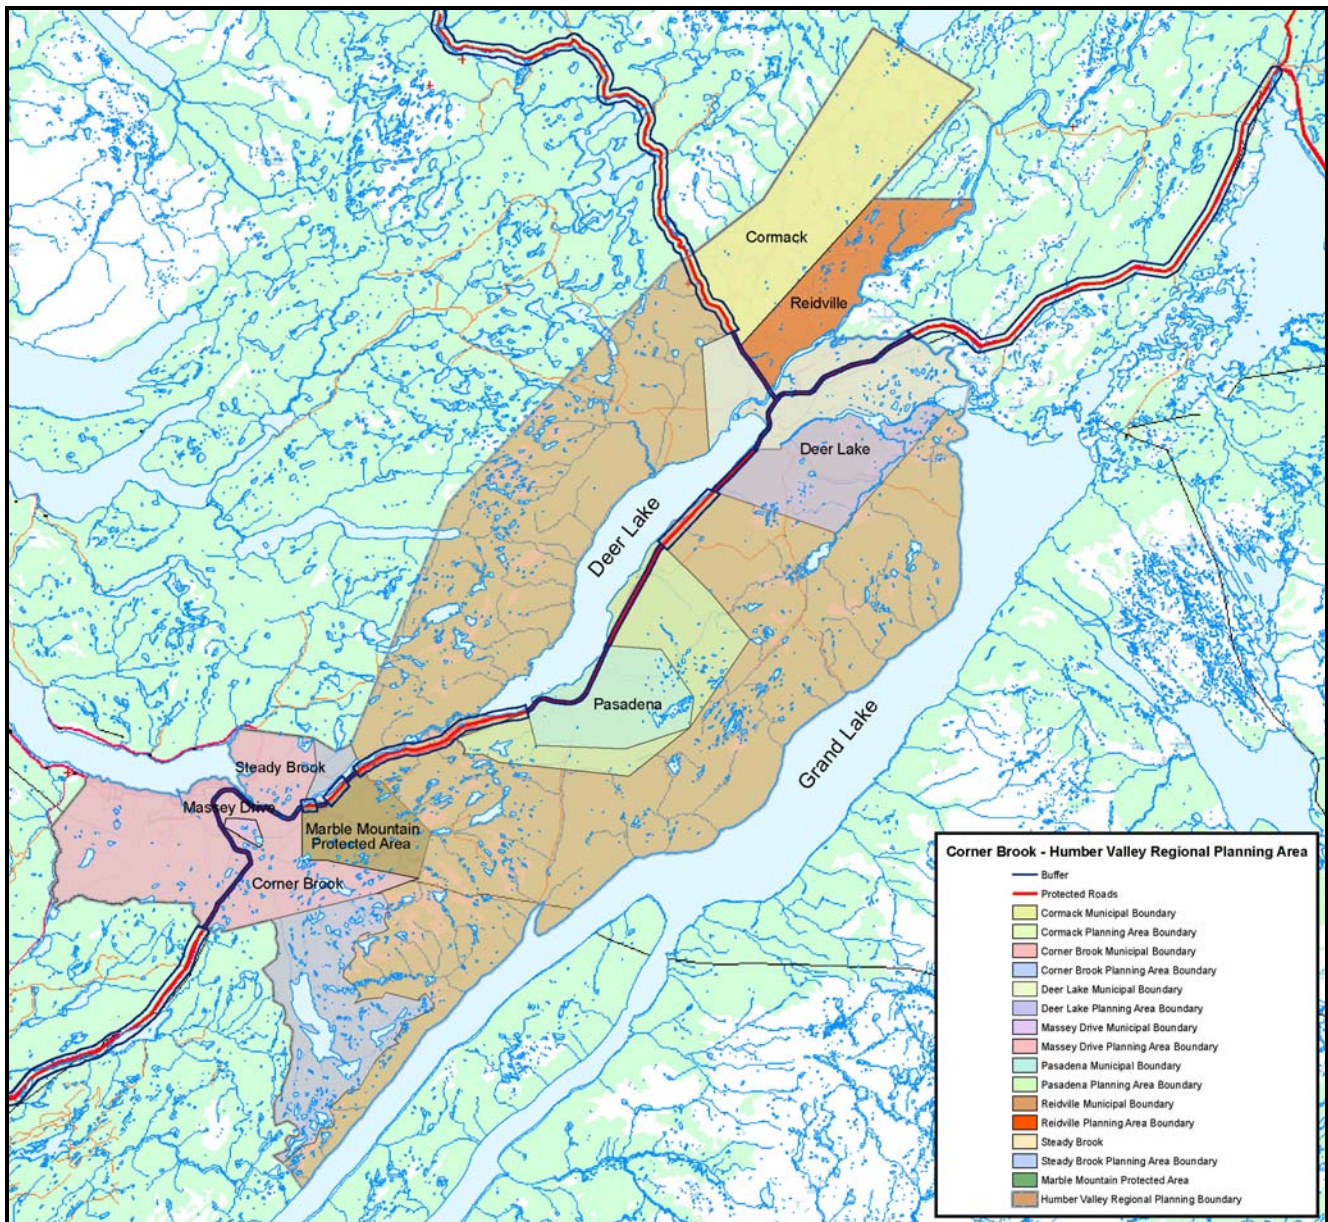 Cormack
Reidville
Deer Lake
Deer Lake
Pasadena
Grand Lake
Steady Brook
Massey Drive
Marble Mountain
Protected Area
Corner Brook
Corner Brook - Humber Valley Regional Planning Area
Buffer
Protected Roads
Cormack Municipal Boundary
Cormack Planning Area Boundary
Corner Brook Municipal Boundary
Corner Brook Planning Area Boundary
Deer Lake Municipal Boundary
Deer Lake Planning Area Boundary
Massey Drive Municipal Boundary
Massey Drive Planning Area Boundary
Pasadena Municipal Boundary
Pasadena Planning Area Boundary
Reidville Municipal Boundary
Reidville Planning Area Boundary
Steady Brook
Steady Brook Planning Area Boundary
Marble Mountain Protected Area
Humber Valley Regional Planning Boundary